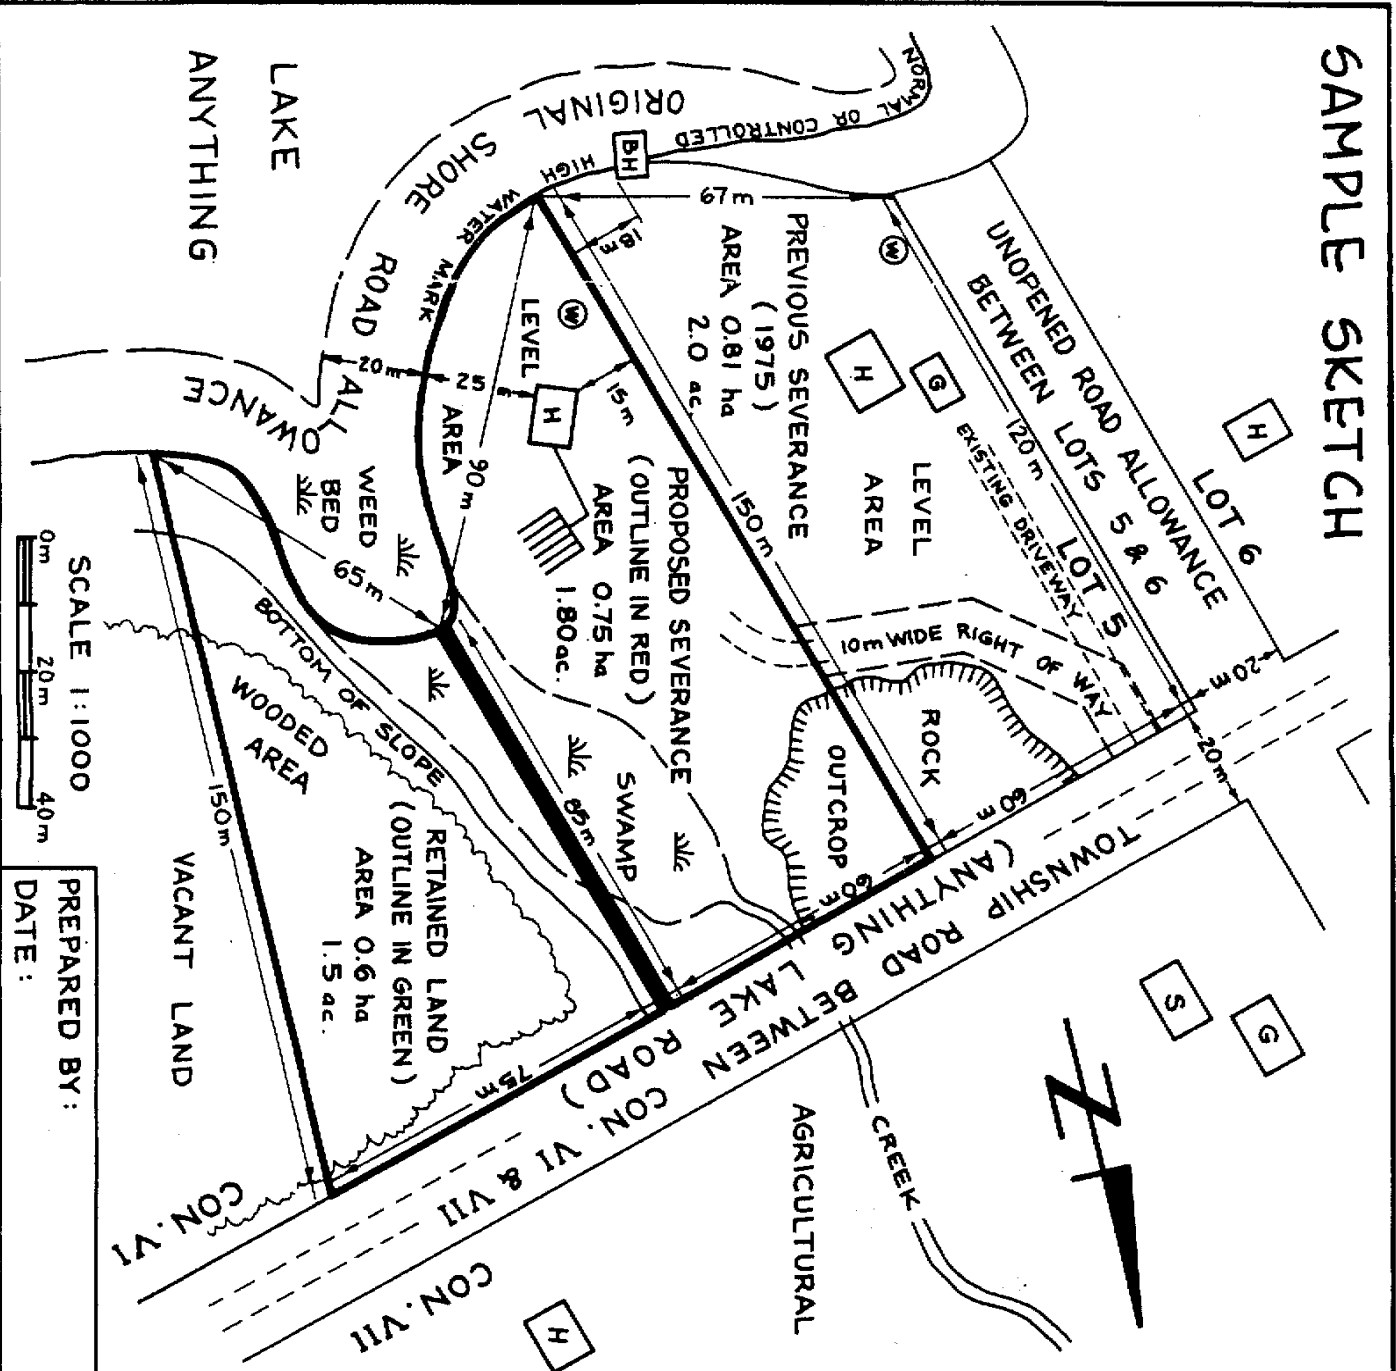 SAMPLE SKETCH
LOT 6
H
UNOPENED ROAD ALLOWANCE
BETWEEN LOTS 5 & 6
20m
20m
120 m
LOT 5
EXISTING DRIVEWAY
G
H
W
LEVEL
AREA
10m WIDE RIGHT OF WAY
PREVIOUS SEVERANCE
(1975)
AREA 0.81 ha
2.0 ac.
67m
ROCK
OUTCROP
60m
60m
150m
NORMAL OR CONTROLLED
HIGH
WATER MARK
BH
18m
15m
ORIGINAL
SHORE
ROAD
ALLOWANCE
LAKE
ANYTHING
W
LEVEL
AREA
H
20m
25 m
90m
PROPOSED SEVERANCE
(OUTLINE IN RED)
AREA 0.75 ha
1.80 ac.
SWAMP
85m
WEED
BED
65m
BOTTOM OF SLOPE
WOODED
AREA
RETAINED LAND
(OUTLINE IN GREEN)
AREA 0.6 ha
1.5 ac.
75m
150m
VACANT LAND
TOWNSHIP ROAD BETWEEN CON. VI & VII
(ANYTHING LAKE ROAD)
CON. VI
CON. VII
S
G
N
AGRICULTURAL
CREEK
H
SCALE 1:1000
0m 20m 40m
PREPARED BY:
DATE: